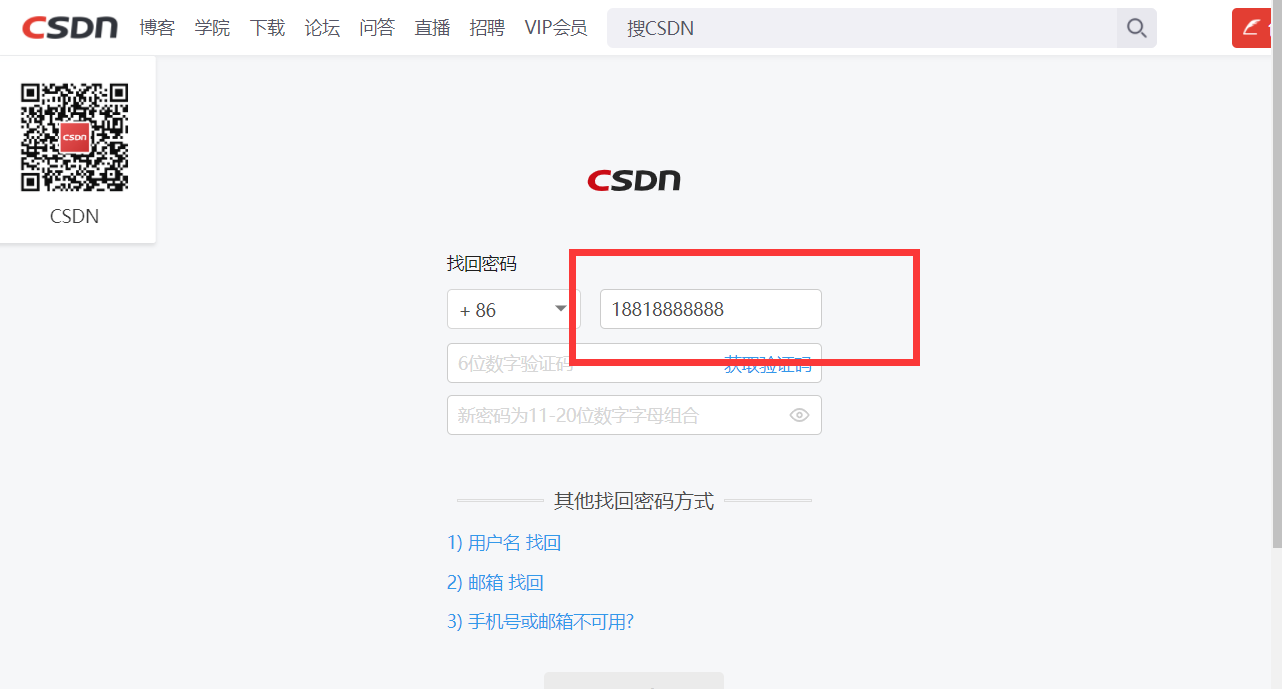 CSDN 博客 学院 下载 论坛 问答 直播 招聘 VIP会员 搜CSDN
CSDN
CSDN
CSDN
找回密码
+ 86 18818888888
6位数字验证码 获取验证码
新密码为11-20位数字字母组合
其他找回密码方式
1) 用户名 找回
2) 邮箱 找回
3) 手机号或邮箱不可用?